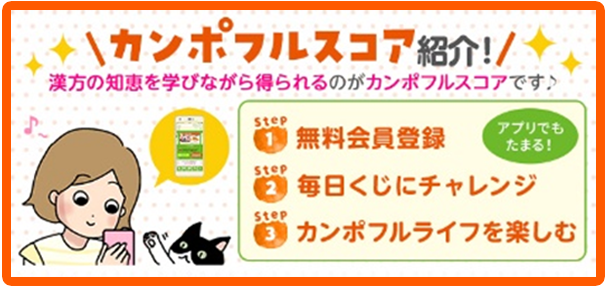 カンポフルスコア紹介!
漢方の知恵を学びながら得られるのがカンポフルスコアです♪
Step 1 無料会員登録
アプリでも
たまる!
Step 2 毎日くじにチャレンジ
Step 3 カンポフルライフを楽しむ